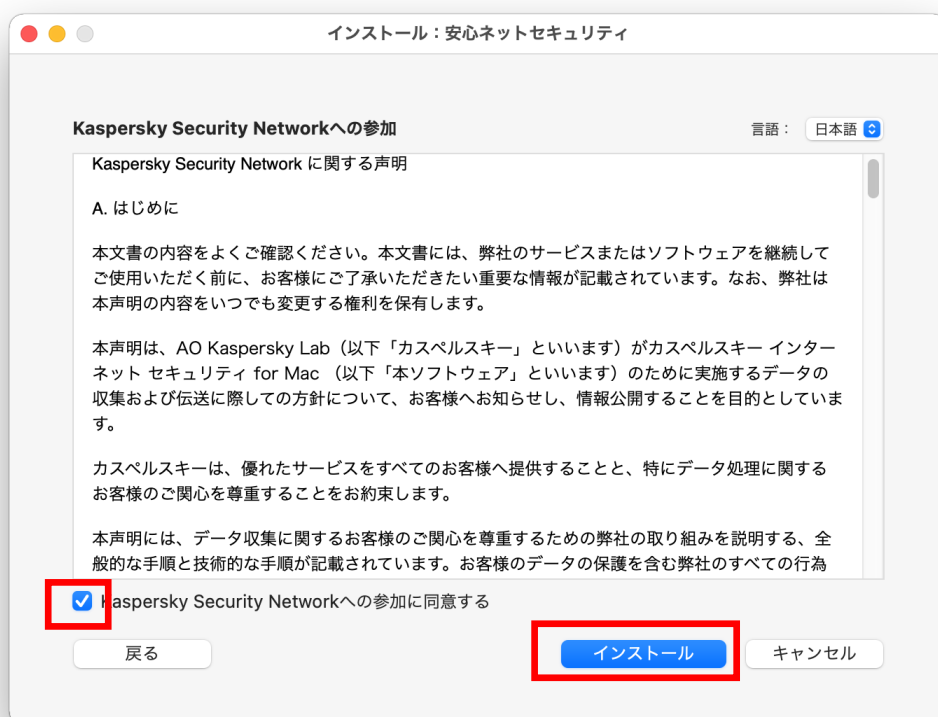 インストール：安心ネットセキュリティ
Kaspersky Security Networkへの参加
言語：
日本語
Kaspersky Security Network に関する声明
A. はじめに
本文書の内容をよくご確認ください。本文書には、弊社のサービスまたはソフトウェアを継続して
ご使用いただく前に、お客様にご了承いただきたい重要な情報が記載されています。なお、弊社は
本声明の内容をいつでも変更する権利を保有します。
本声明は、AO Kaspersky Lab（以下「カスペルスキー」といいます）がカスペルスキー インター
ネット セキュリティ for Mac （以下「本ソフトウェア」といいます）のために実施するデータの
収集および伝送に際しての方針について、お客様へお知らせし、情報公開することを目的としていま
す。
カスペルスキーは、優れたサービスをすべてのお客様へ提供することと、特にデータ処理に関する
お客様のご関心を尊重することをお約束します。
本声明には、データ収集に関するお客様のご関心を尊重するための弊社の取り組みを説明する、全
般的な手順と技術的な手順が記載されています。お客様のデータの保護を含む弊社のすべての行為
Kaspersky Security Networkへの参加に同意する
戻る
インストール
キャンセル